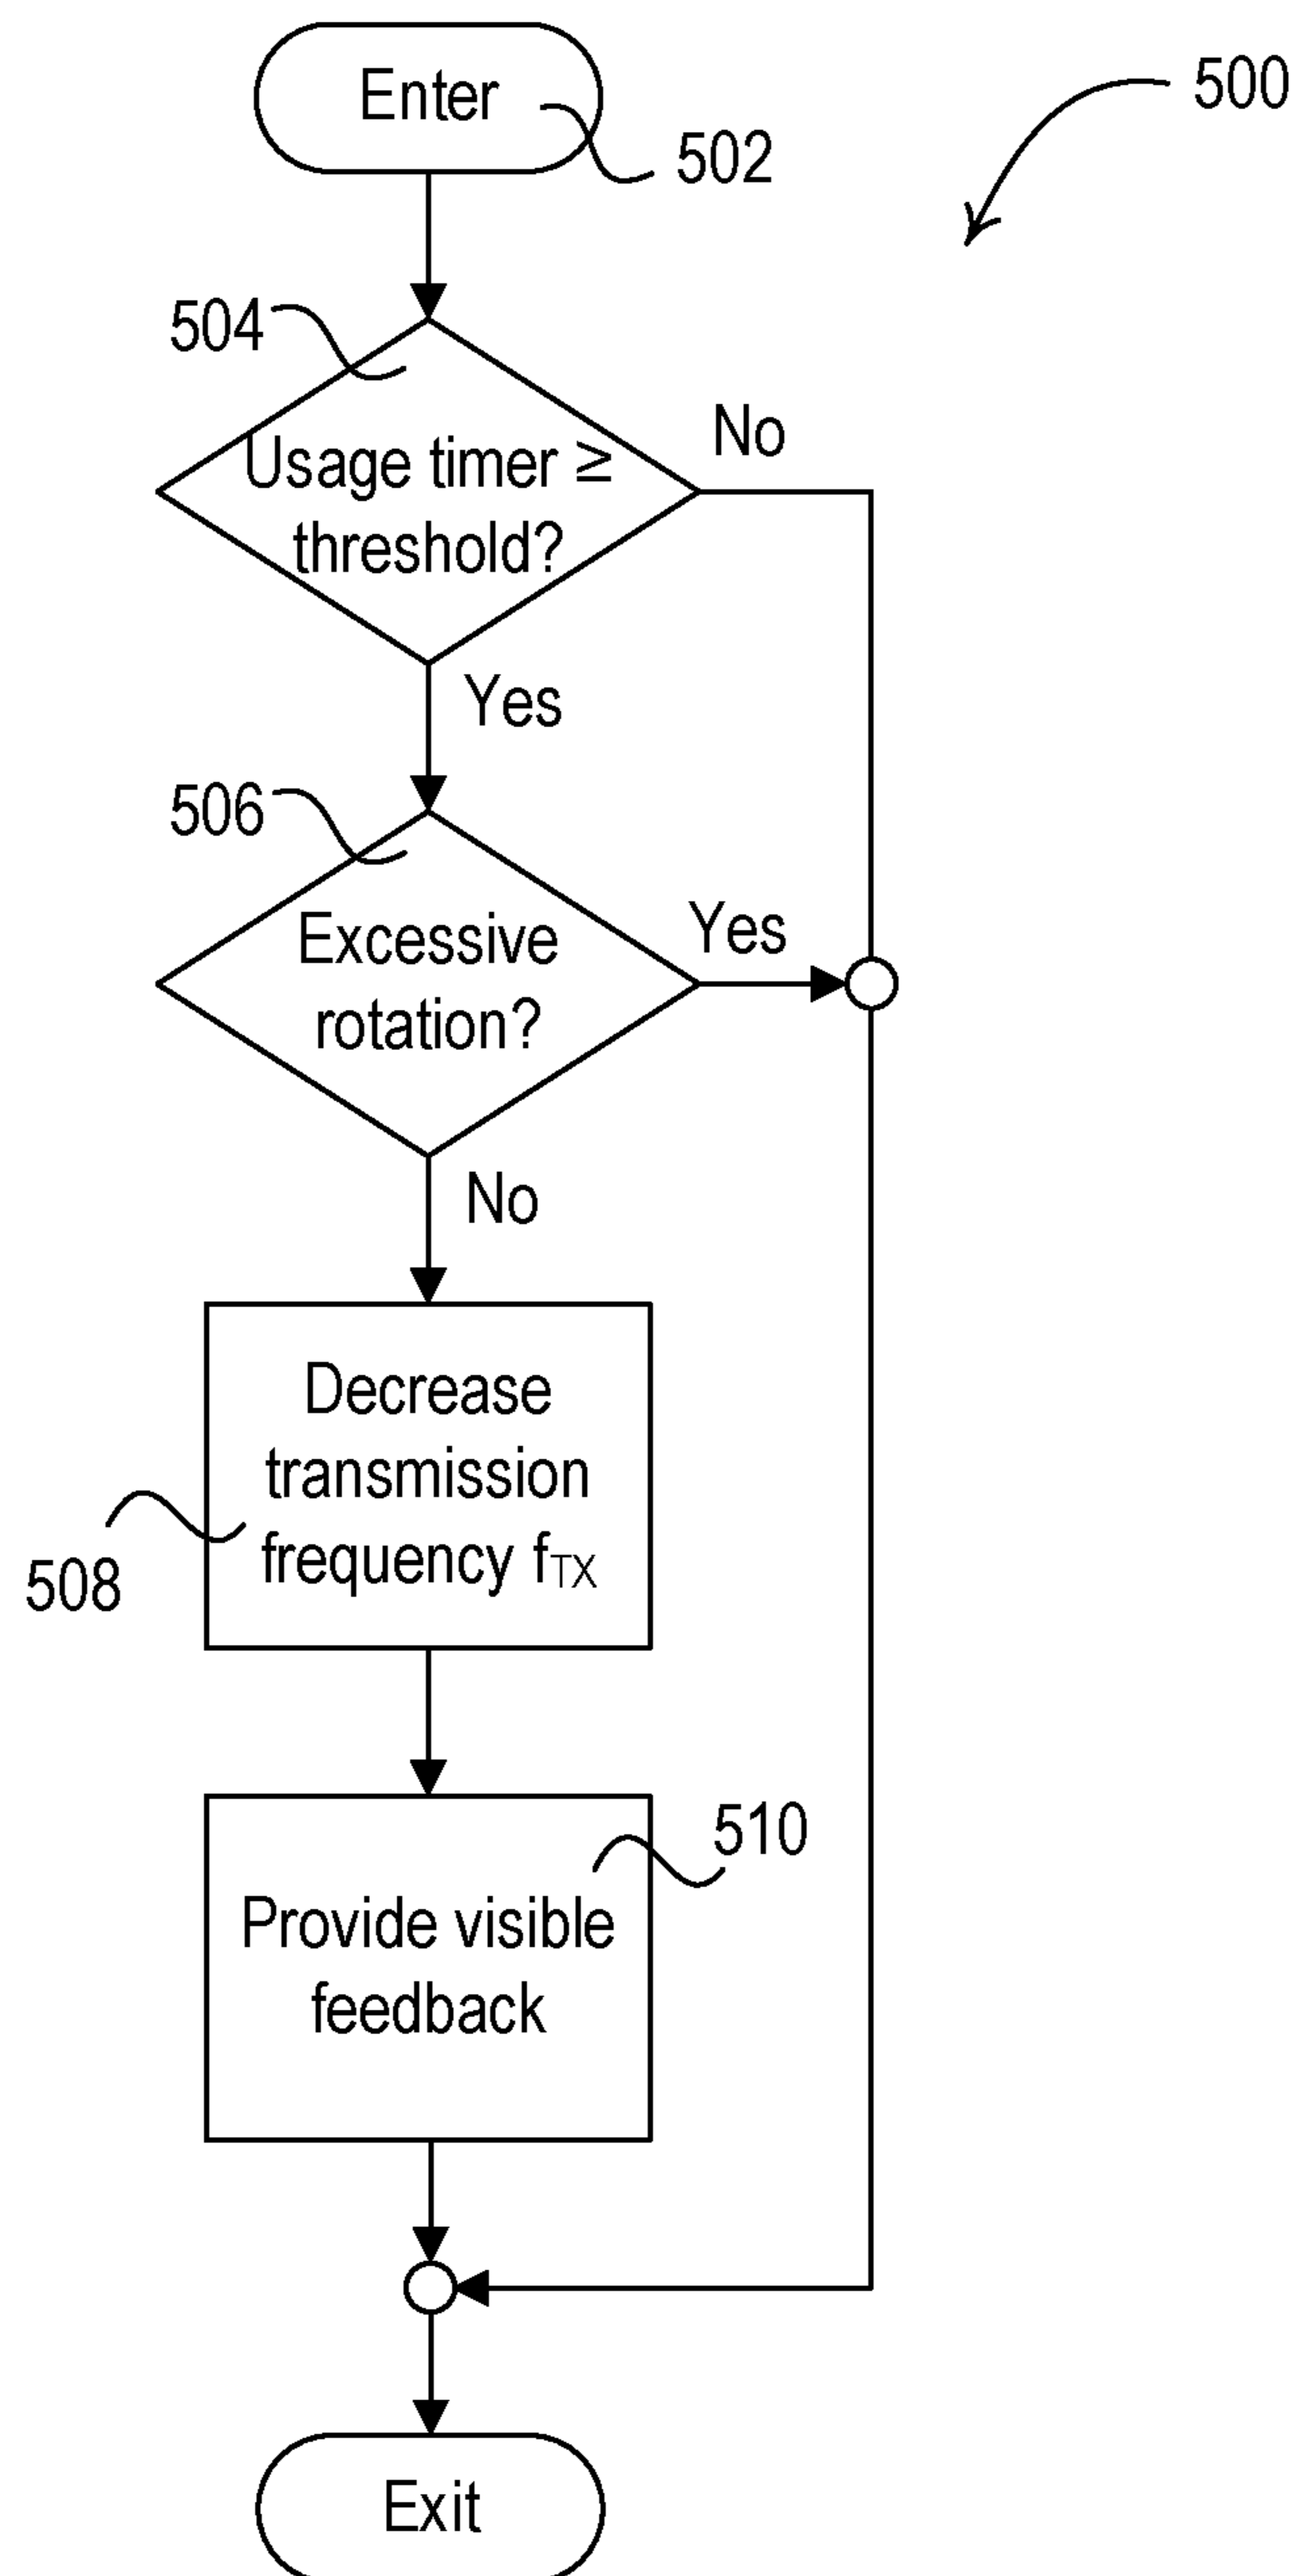 Enter
500
502
504
No
Usage timer ≥
threshold?
Yes
506
Excessive
rotation?
Yes
No
Decrease
transmission
frequency fTX
508
510
Provide visible
feedback
Exit